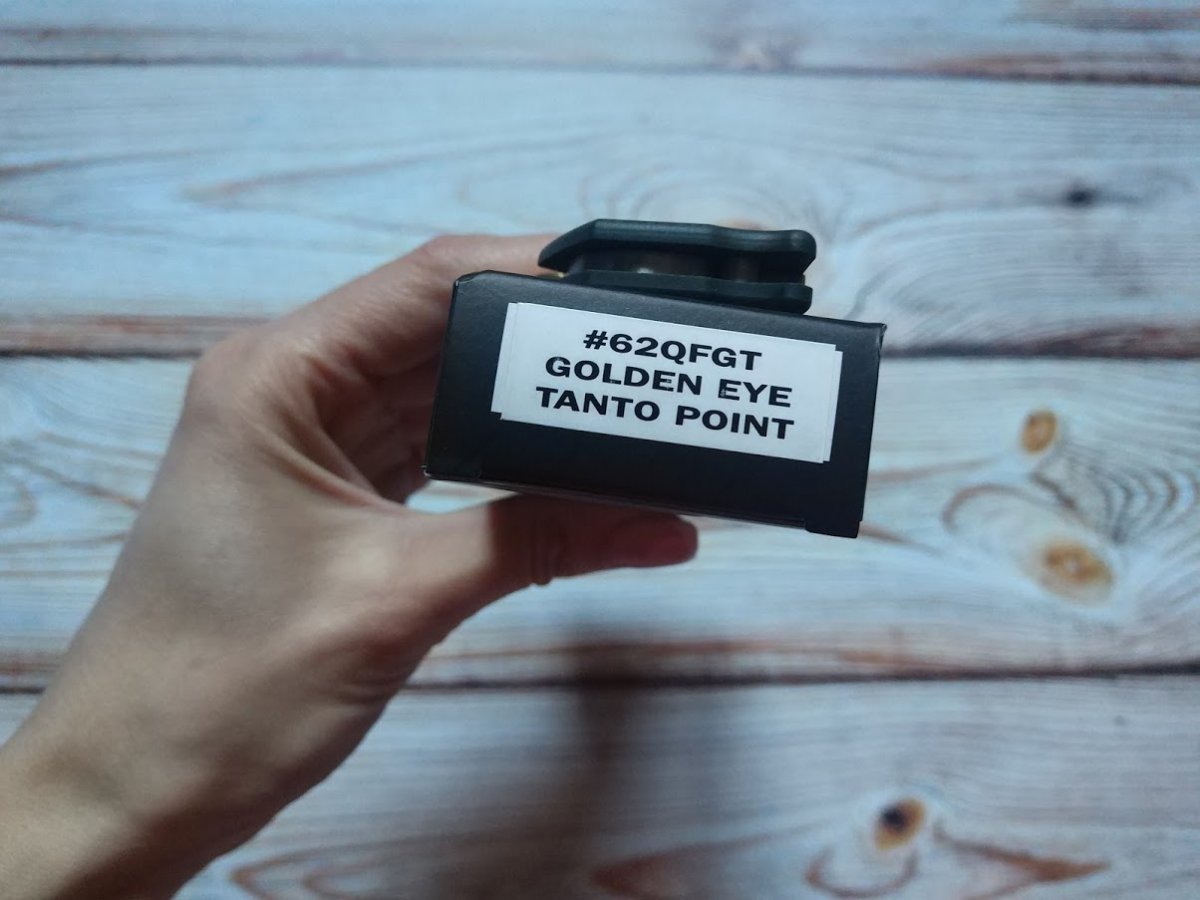 #62QFGT
GOLDEN EYE
TANTO POINT